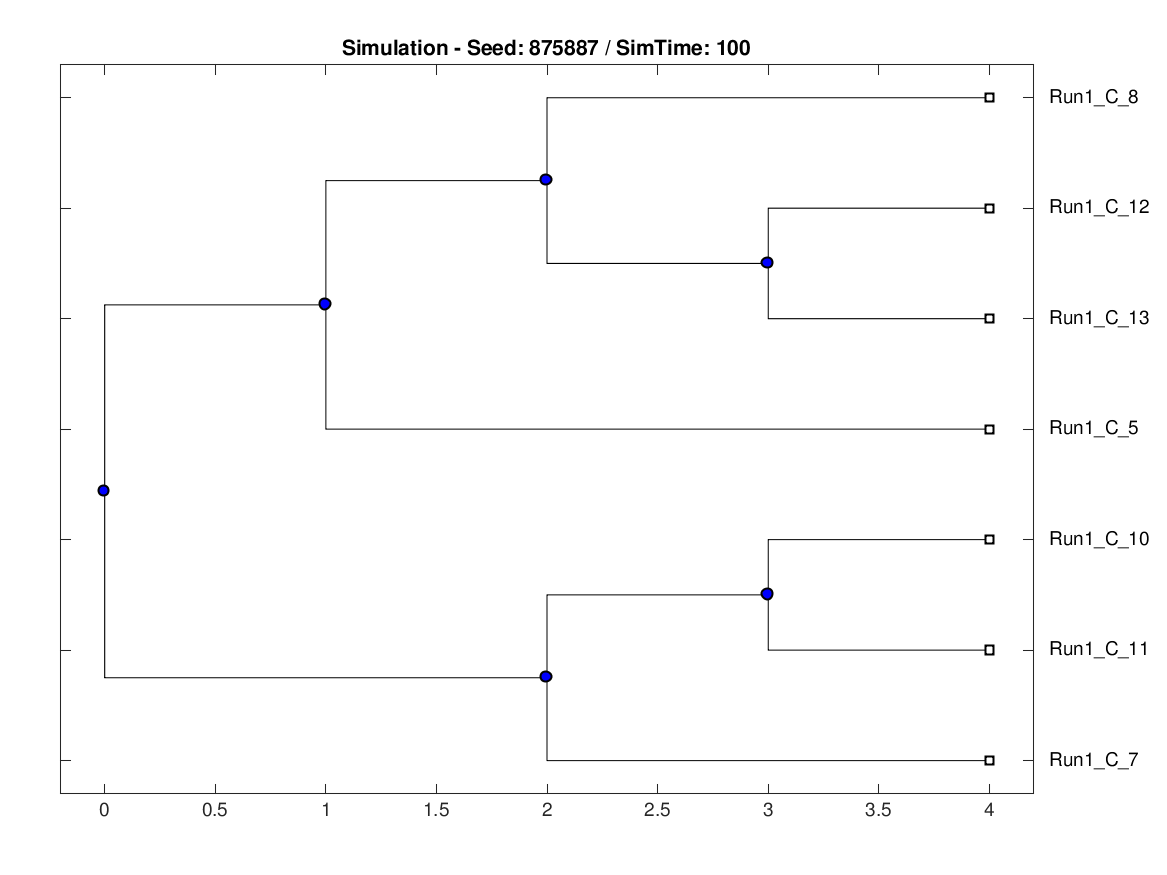 Simulation - Seed: 875887 / SimTime: 100
Run1_C_8
Run1_C_12
Run1_C_13
Run1_C_5
Run1_C_10
Run1_C_11
Run1_C_7
0 0.5 1 1.5 2 2.5 3 3.5 4